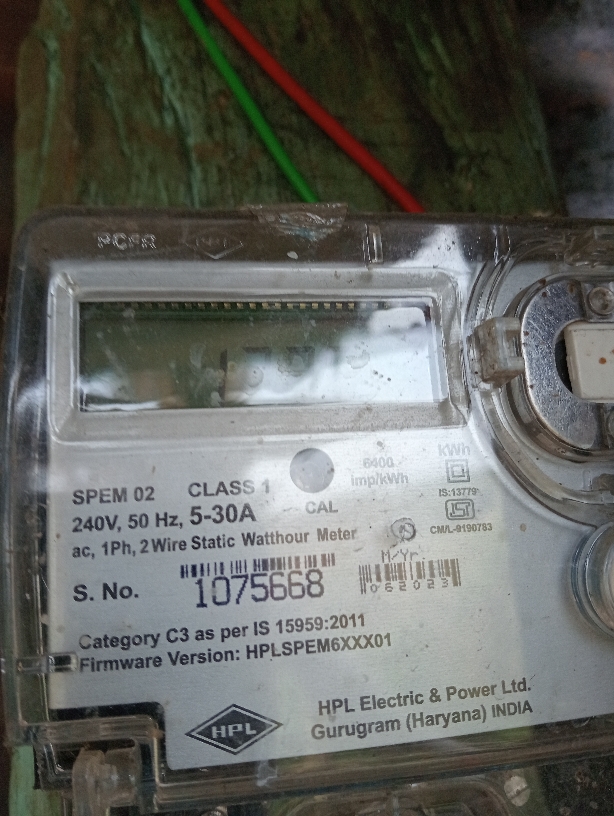 PCFR
SPEM 02 CLASS 1
240V, 50 Hz, 5-30A
ac, 1Ph, 2 Wire Static Watthour Meter
CAL
6400
imp/kWh
kWh
IS:13779
ISI
CM/L-9190783
M/Yr
062023
S. No. 1075668
Category C3 as per IS 15959:2011
Firmware Version: HPLSPEM6XXX01
HPL
HPL Electric & Power Ltd.
Gurugram (Haryana) INDIA